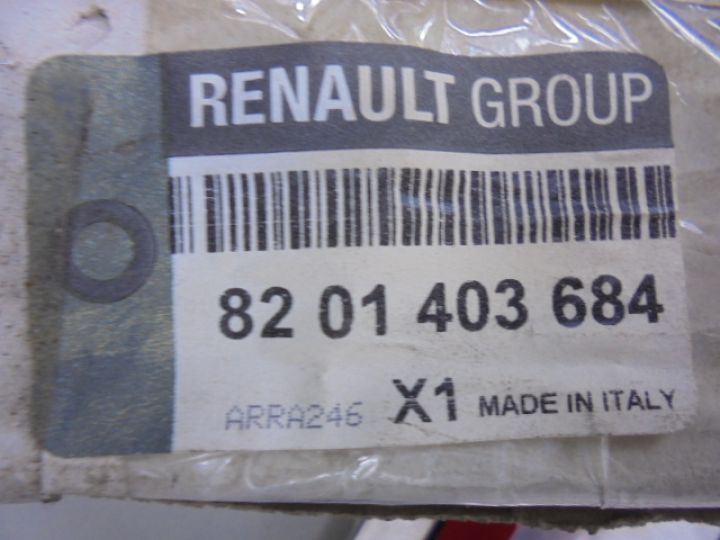 RENAULT GROUP
82 01 403 684
ARRA246 X1 MADE IN ITALY